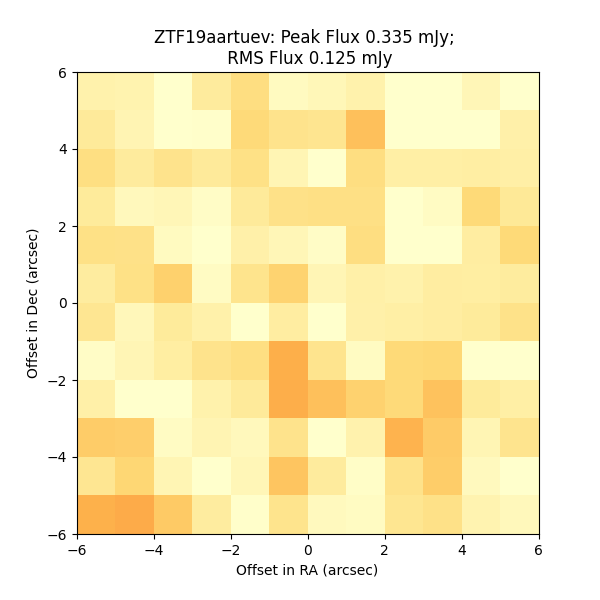 ZTF19aartuev: Peak Flux 0.335 mJy;
RMS Flux 0.125 mJy
6
4
2
0
−2
−4
−6
Offset in Dec (arcsec)
−6 −4 −2 0 2 4 6
Offset in RA (arcsec)